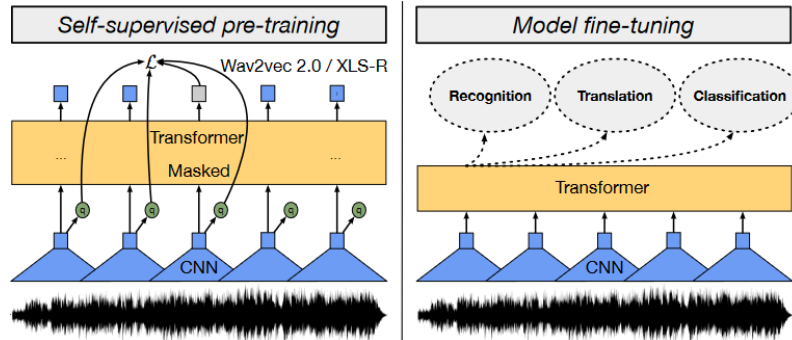 Self-supervised pre-training
Wav2vec 2.0 / XLS-R
ℒ
Transformer
... ...
Masked
q q q q
CNN
Model fine-tuning
Recognition Translation Classification
Transformer
CNN